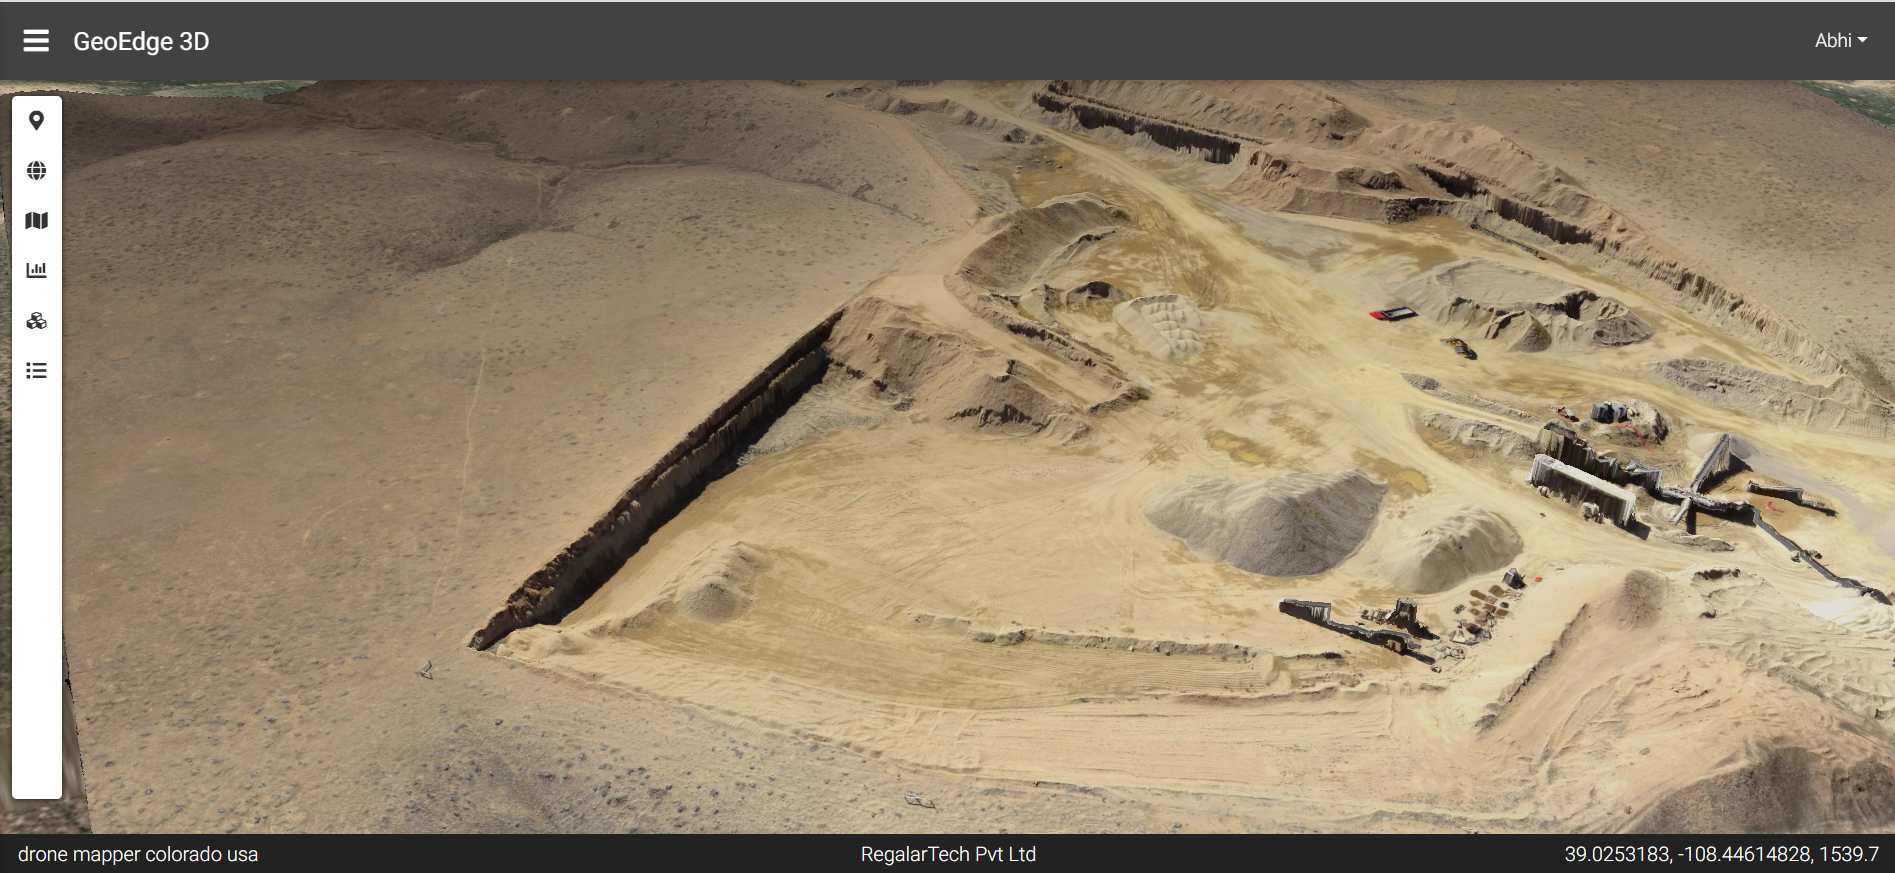 GeoEdge 3D
Abhi
drone mapper colorado usa
RegalarTech Pvt Ltd
39.0253183, -108.44614828, 1539.7